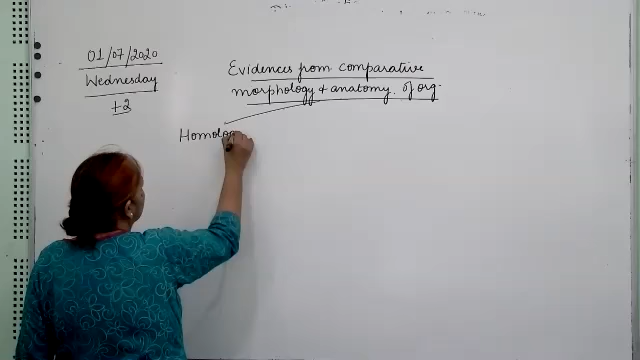 01/07/2020
Wednesday
+2
Evidences from comparative
morphology + anatomy of org.
Homolog